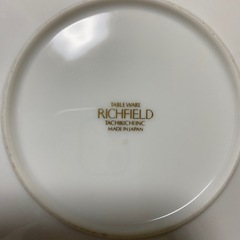 TABLE WARE
RICHFIELD
TACHIKICHI.INC
MADE IN JAPAN